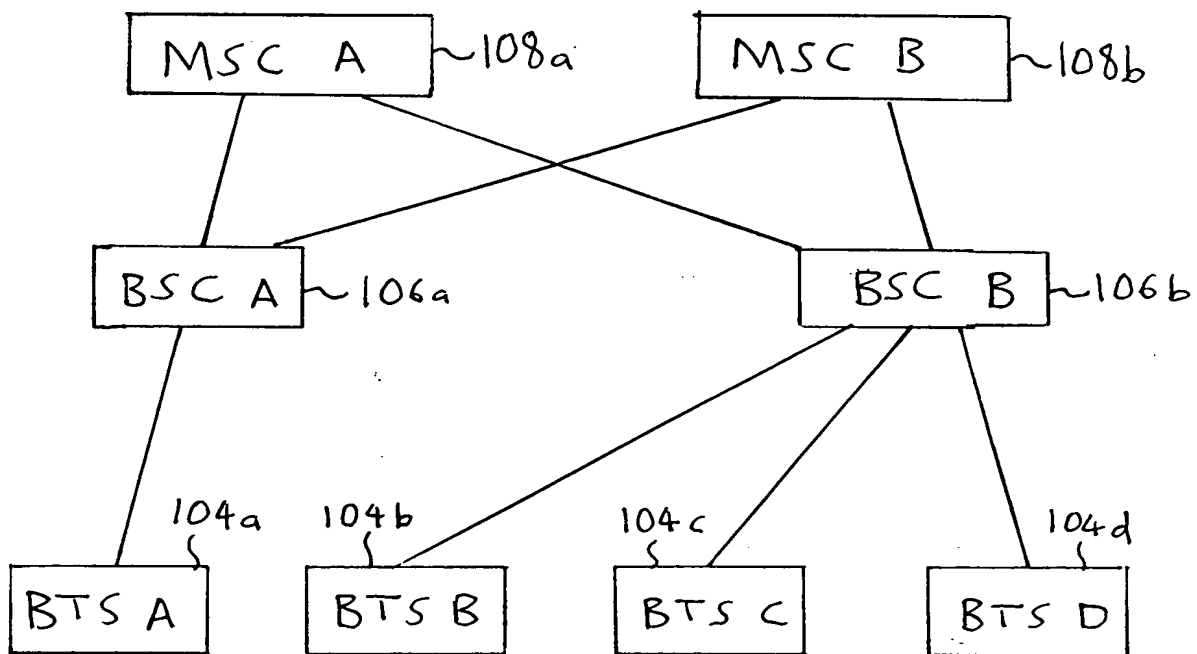 MSC A 108a
MSC B 108b
BSC A 106a
BSC B 106b
104a 104b 104c 104d
BTS A BTS B BTS C BTS D